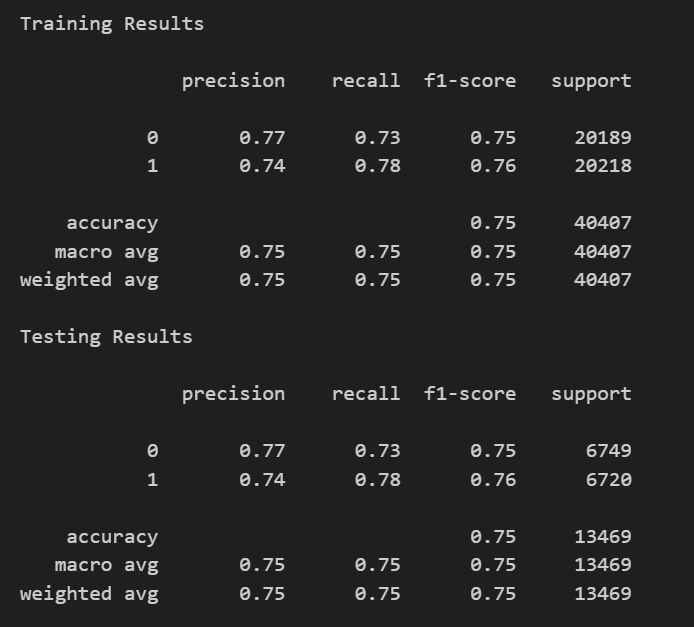 Training Results
precision recall f1-score support
0 0.77 0.73 0.75 20189
1 0.74 0.78 0.76 20218
accuracy 0.75 40407
macro avg 0.75 0.75 0.75 40407
weighted avg 0.75 0.75 0.75 40407
Testing Results
precision recall f1-score support
0 0.77 0.73 0.75 6749
1 0.74 0.78 0.76 6720
accuracy 0.75 13469
macro avg 0.75 0.75 0.75 13469
weighted avg 0.75 0.75 0.75 13469